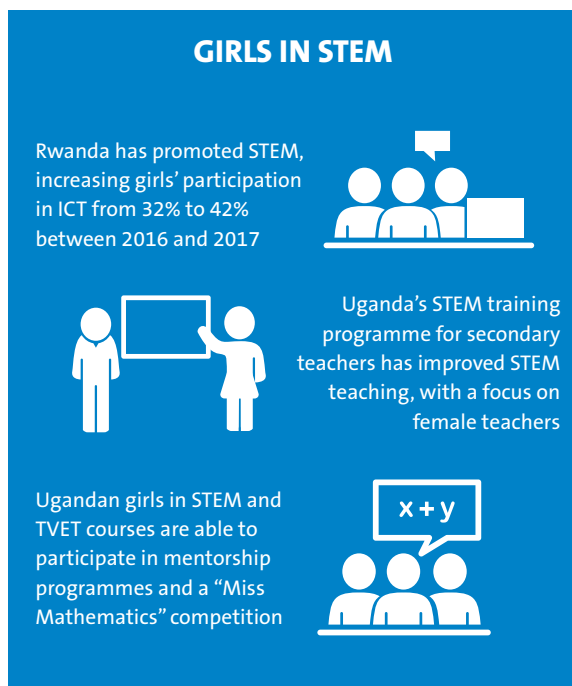 GIRLS IN STEM
Rwanda has promoted STEM,
increasing girls’ participation
in ICT from 32% to 42%
between 2016 and 2017
Uganda’s STEM training
programme for secondary
teachers has improved STEM
teaching, with a focus on
female teachers
Ugandan girls in STEM and
TVET courses are able to
participate in mentorship
programmes and a “Miss
Mathematics” competition
x + y